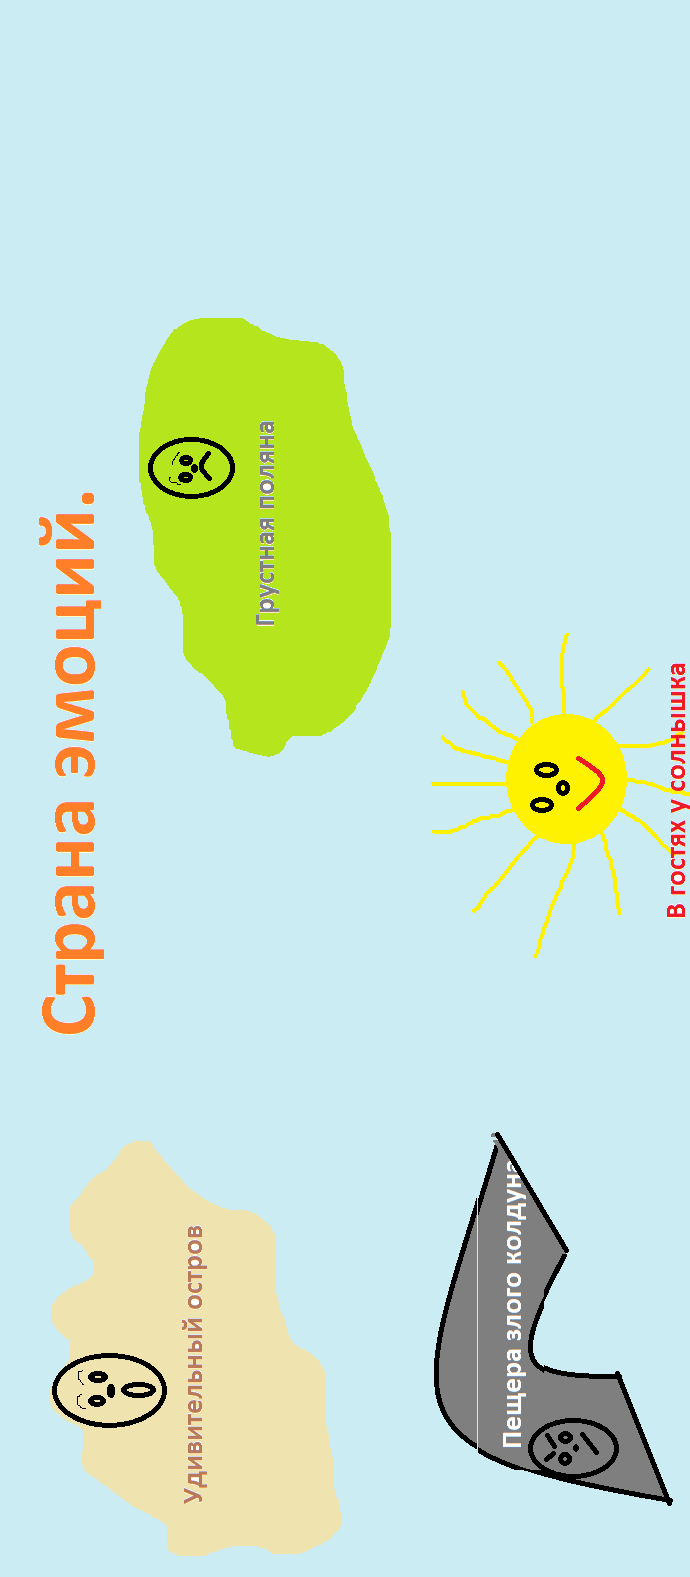 Страна эмоций.
Удивительный остров
Грустная поляна
Пещера злого колдуна
В гостях у солнышка